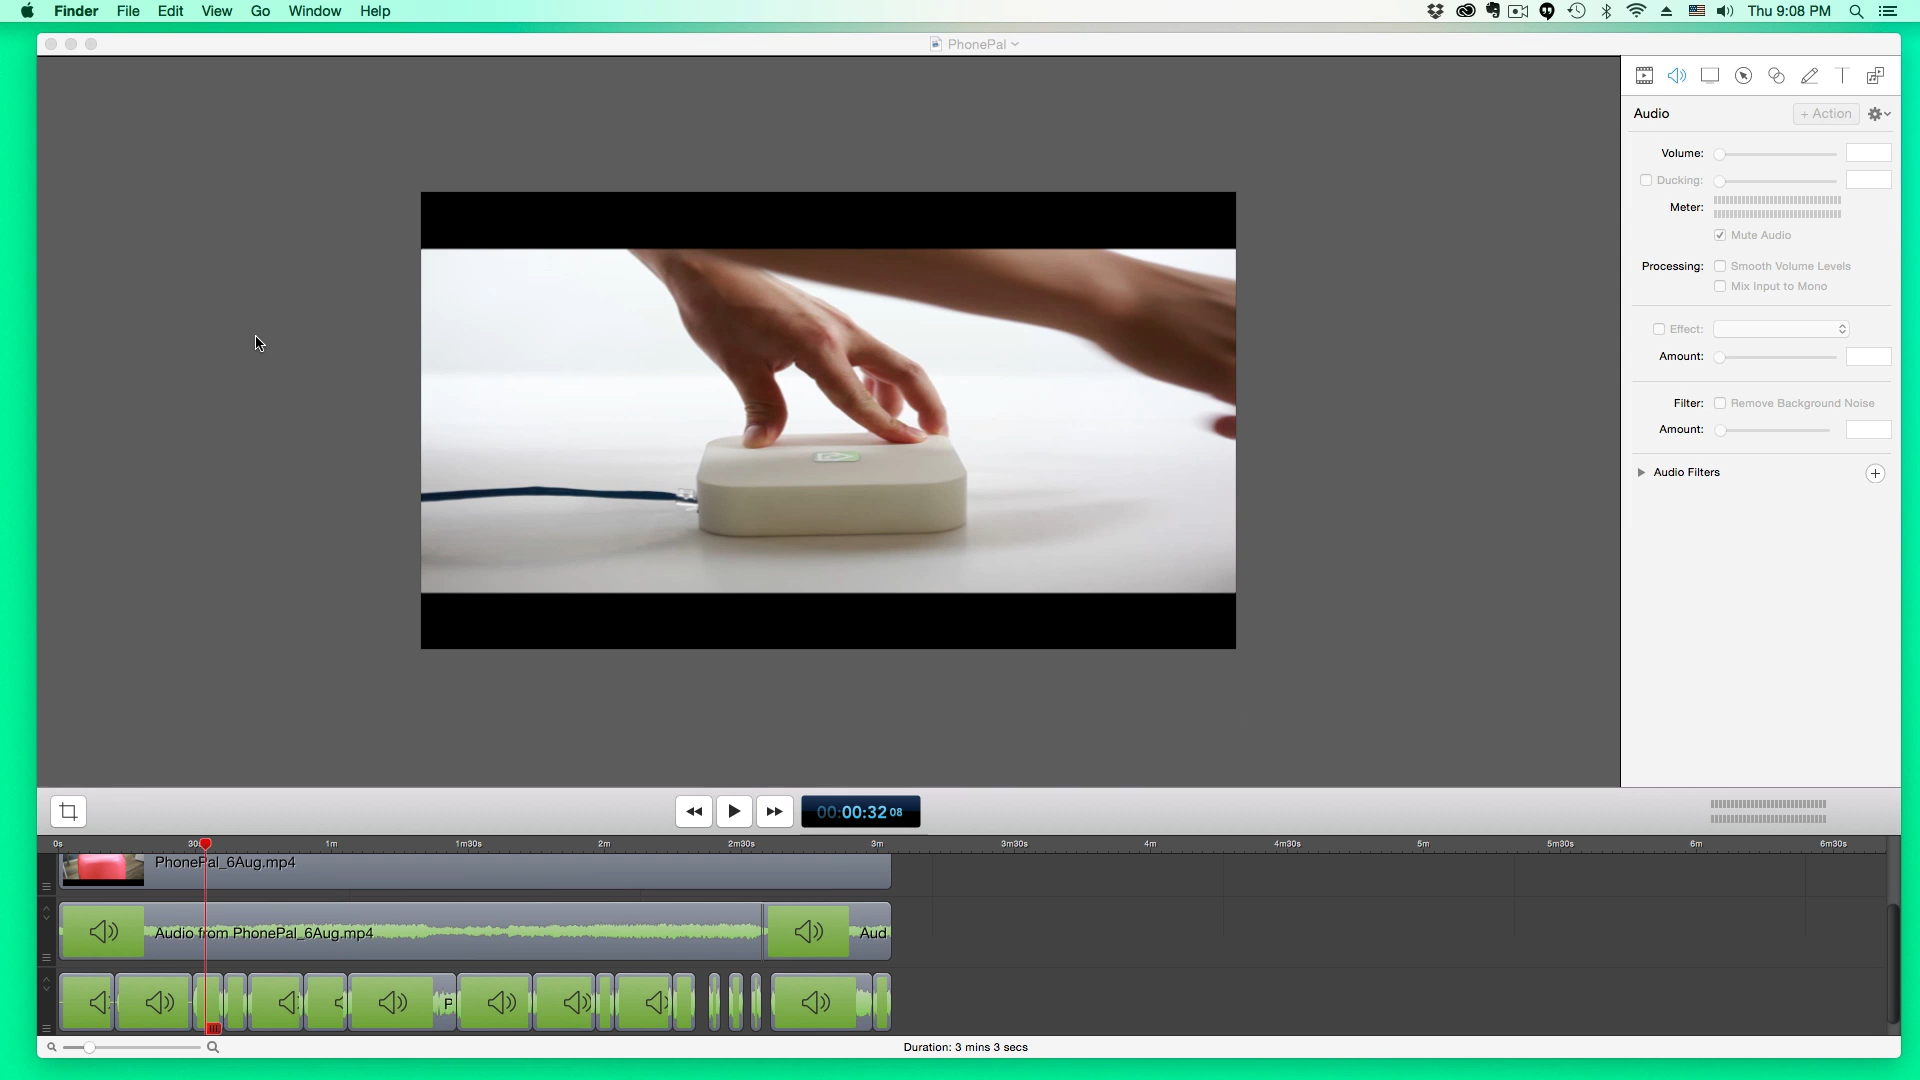 Finder File Edit View Go Window Help Thu 9:08 PM
PhonePal
Audio + Action
Volume:
Ducking:
Meter:
Mute Audio
Processing: Smooth Volume Levels
Mix Input to Mono
Effect:
Amount:
Filter: Remove Background Noise
Amount:
Audio Filters
00:00:32 08
0s 30s 1m 1m30s 2m 2m30s 3m 3m30s 4m 4m30s 5m 5m30s 6m 6m30s
PhonePal_6Aug.mp4
Audio from PhonePal_6Aug.mp4 Aud
P
Duration: 3 mins 3 secs